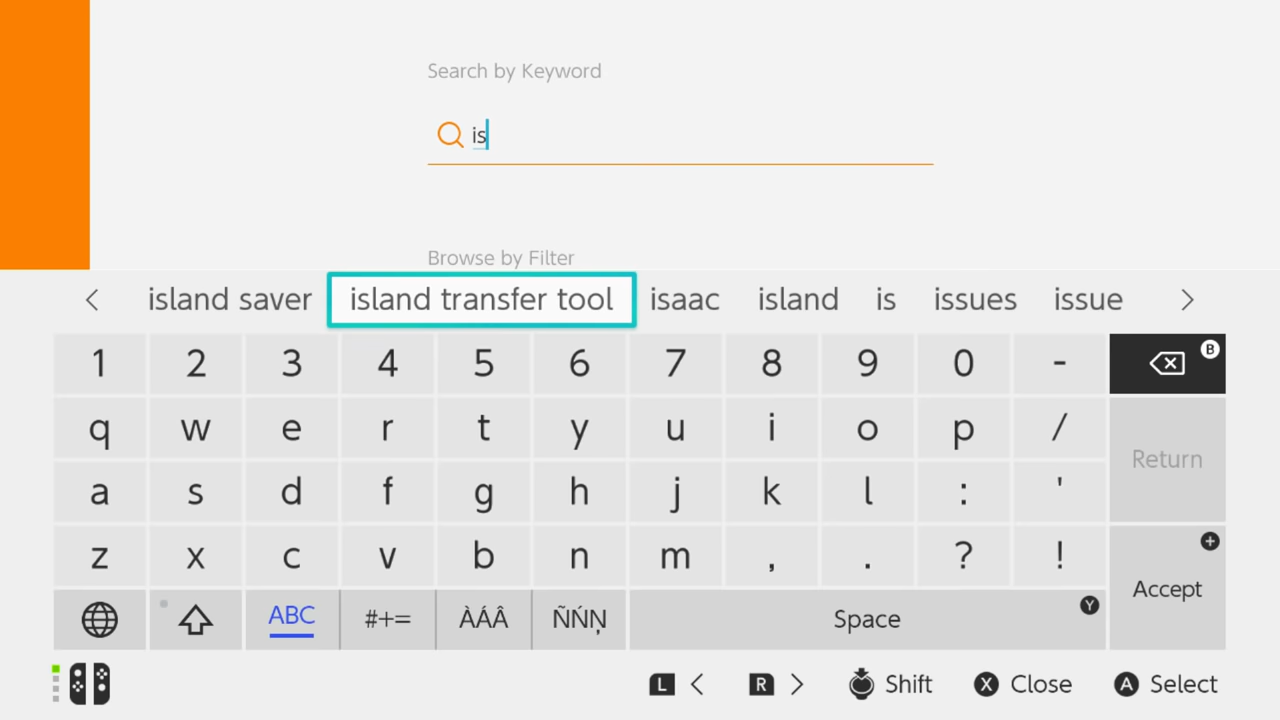 Search by Keyword
is
Browse by Filter
island saver island transfer tool isaac island is issues issue
1 2 3 4 5 6 7 8 9 0 - B
q w e r t y u i o p /
Return
a s d f g h j k l : '
z x c v b n m , . ? ! +
Accept
ABC #+= ÀÁÂ ÑŃŅ Space Y
L < R > Shift X Close A Select